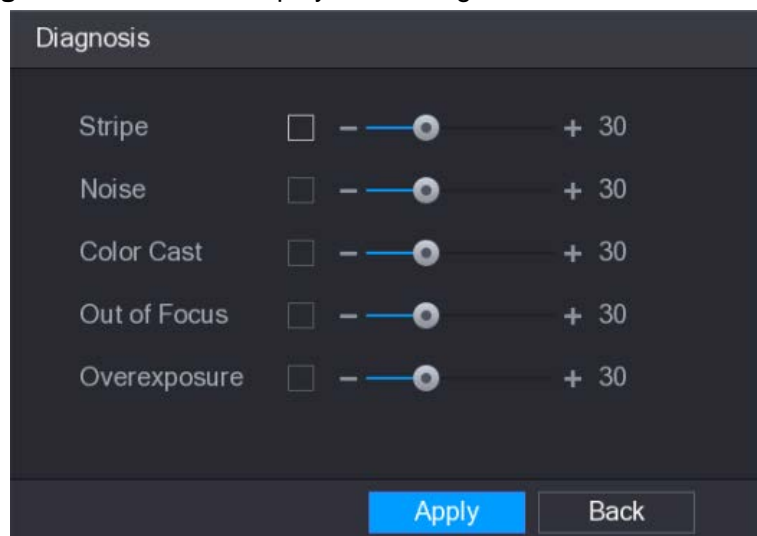 Diagnosis
Stripe - + 30
Noise - + 30
Color Cast - + 30
Out of Focus - + 30
Overexposure - + 30
Apply Back